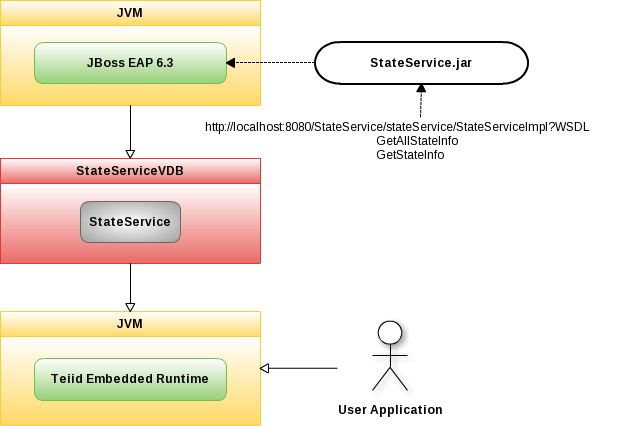 JVM
JBoss EAP 6.3
StateService.jar
http://localhost:8080/StateService/stateService/StateServiceImpl?WSDL
GetAllStateInfo
GetStateInfo
StateServiceVDB
StateService
JVM
Teiid Embedded Runtime
User Application